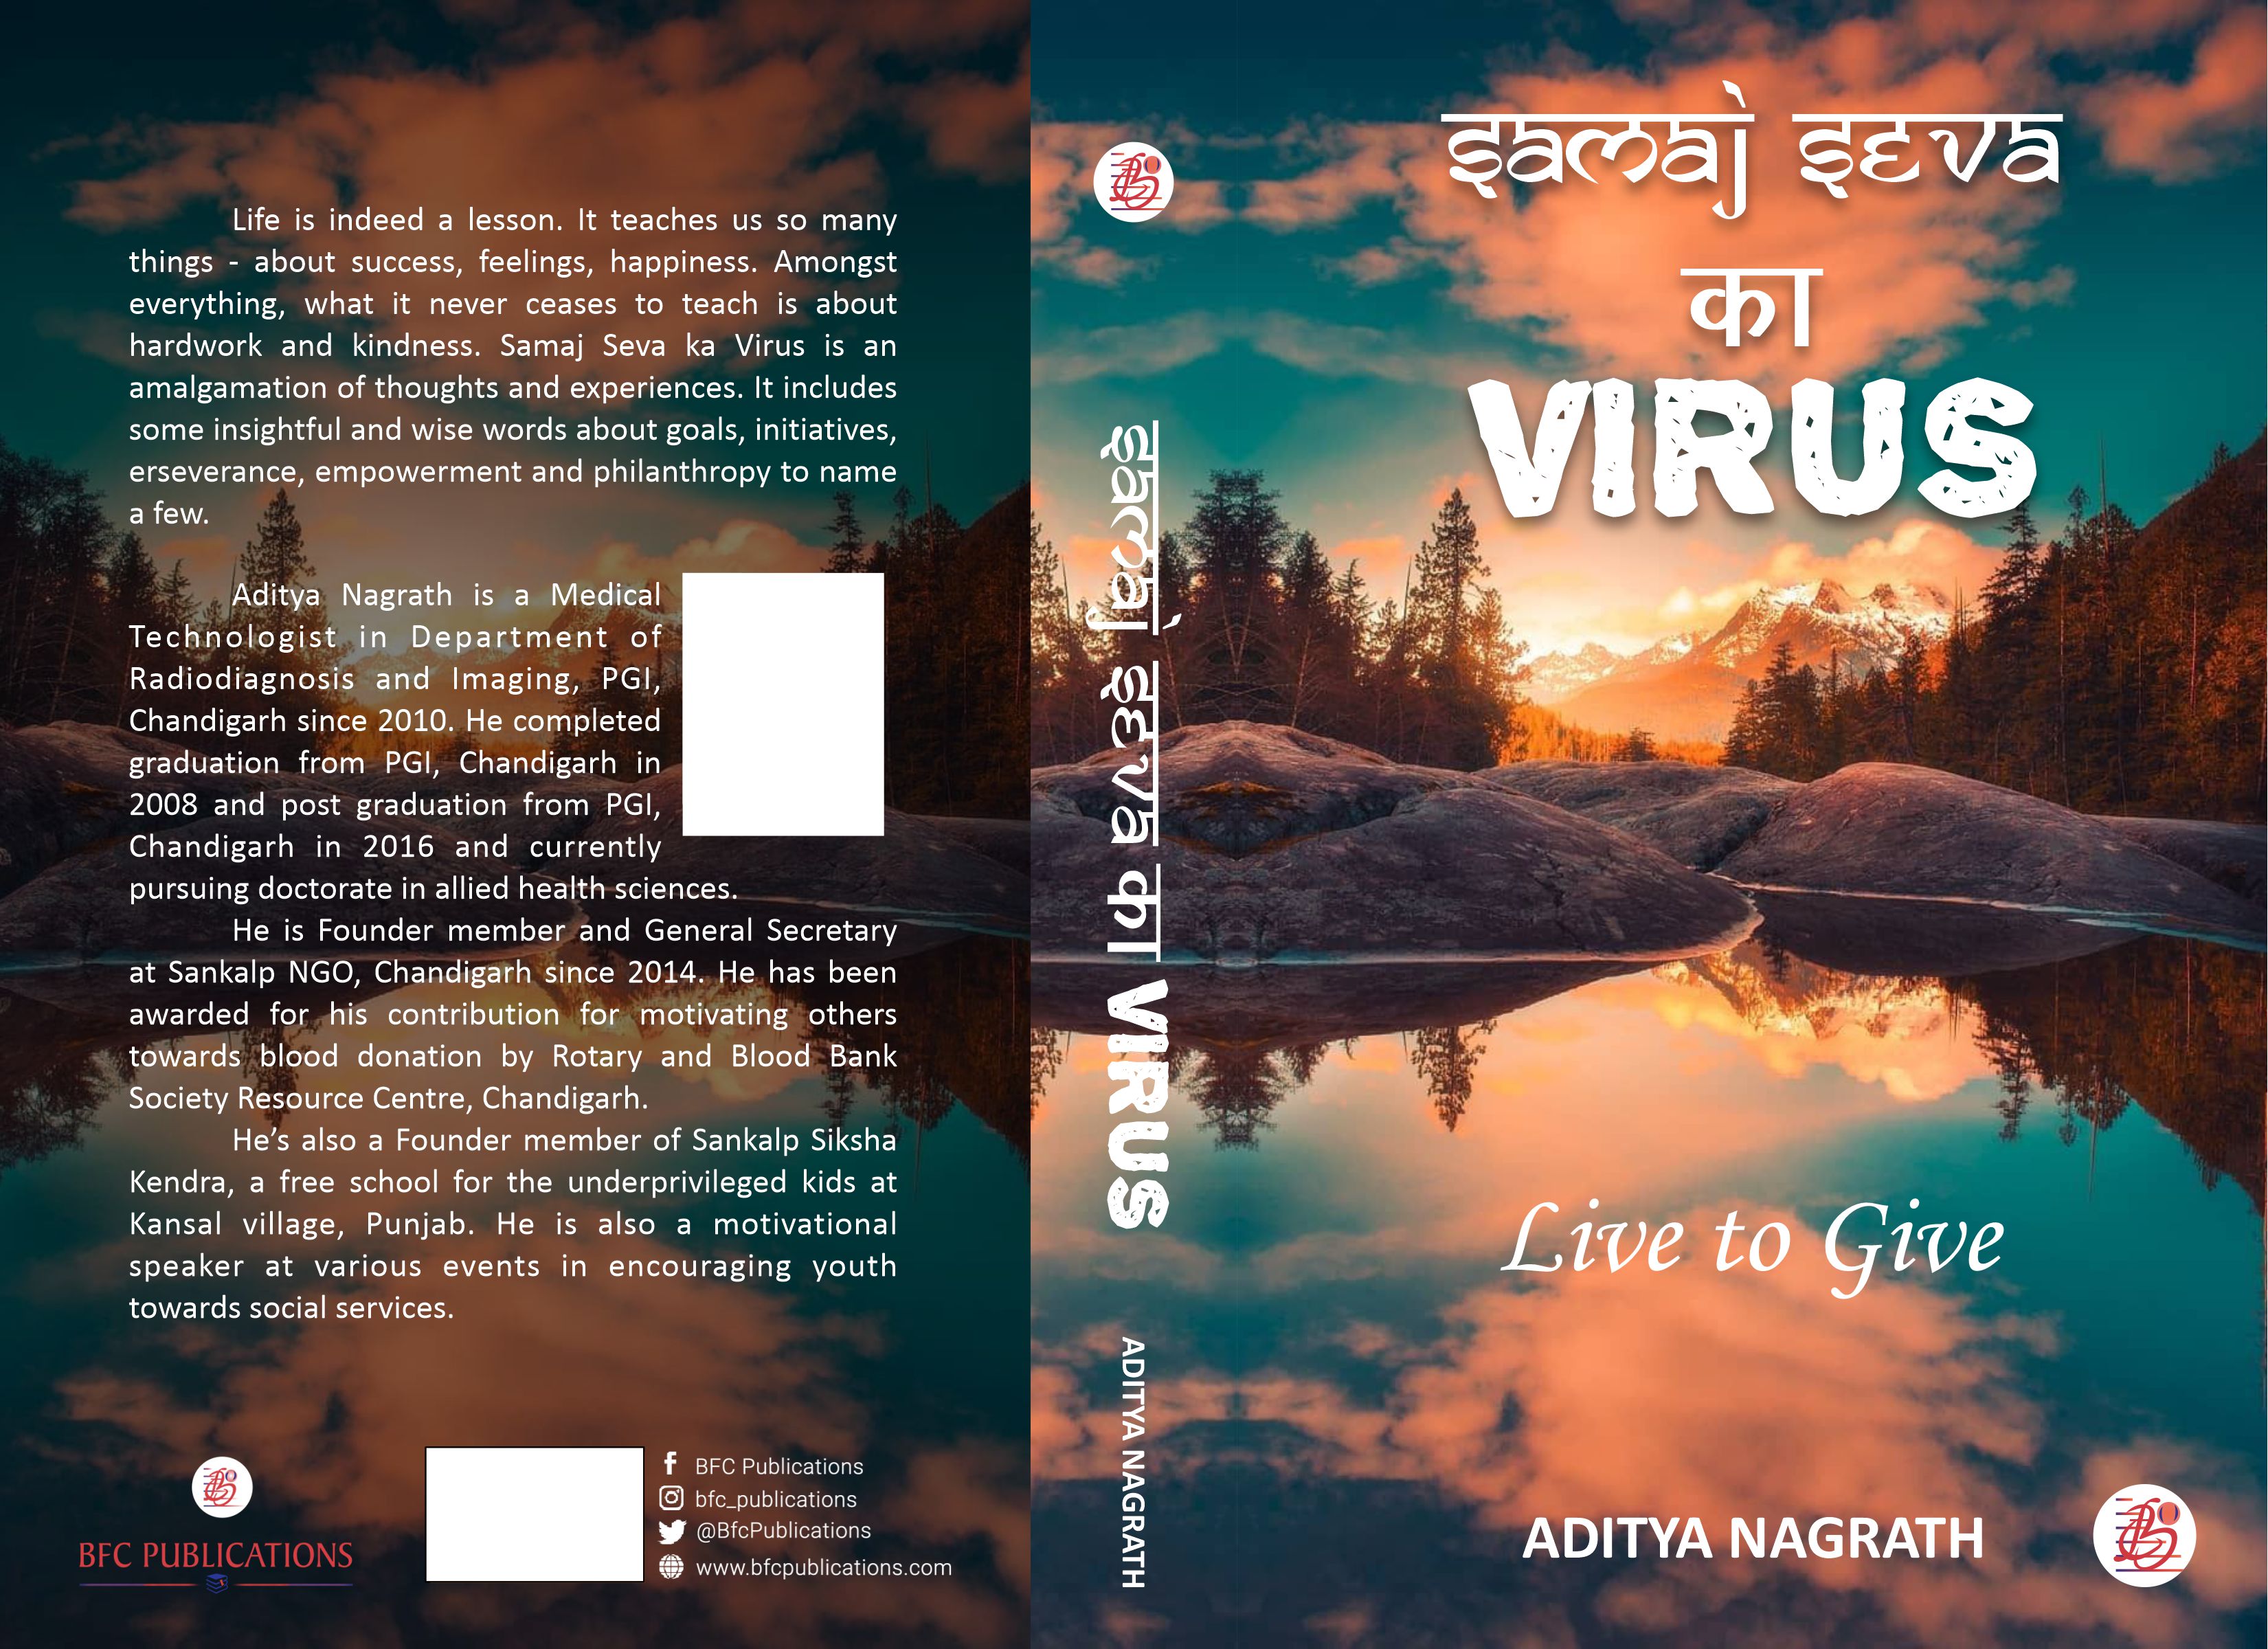 Life is indeed a lesson. It teaches us so many
things - about success, feelings, happiness. Amongst
everything, what it never ceases to teach is about
hardwork and kindness. Samaj Seva ka Virus is an
amalgamation of thoughts and experiences. It includes
some insightful and wise words about goals, initiatives,
erseverance, empowerment and philanthropy to name
a few.
Aditya Nagrath is a Medical
Technologist in Department of
Radiodiagnosis and Imaging, PGI,
Chandigarh since 2010. He completed
graduation from PGI, Chandigarh in
2008 and post graduation from PGI,
Chandigarh in 2016 and currently
pursuing doctorate in allied health sciences.
He is Founder member and General Secretary
at Sankalp NGO, Chandigarh since 2014. He has been
awarded for his contribution for motivating others
towards blood donation by Rotary and Blood Bank
Society Resource Centre, Chandigarh.
He's also a Founder member of Sankalp Siksha
Kendra, a free school for the underprivileged kids at
Kansal village, Punjab. He is also a motivational
speaker at various events in encouraging youth
towards social services.
BFC PUBLICATIONS
BFC Publications
bfc_publications
@BfcPublications
www.bfcpublications.com
samaj seva का VIRUS
ADITYA NAGRATH
samaj seva
का
VIRUS
Live to Give
ADITYA NAGRATH